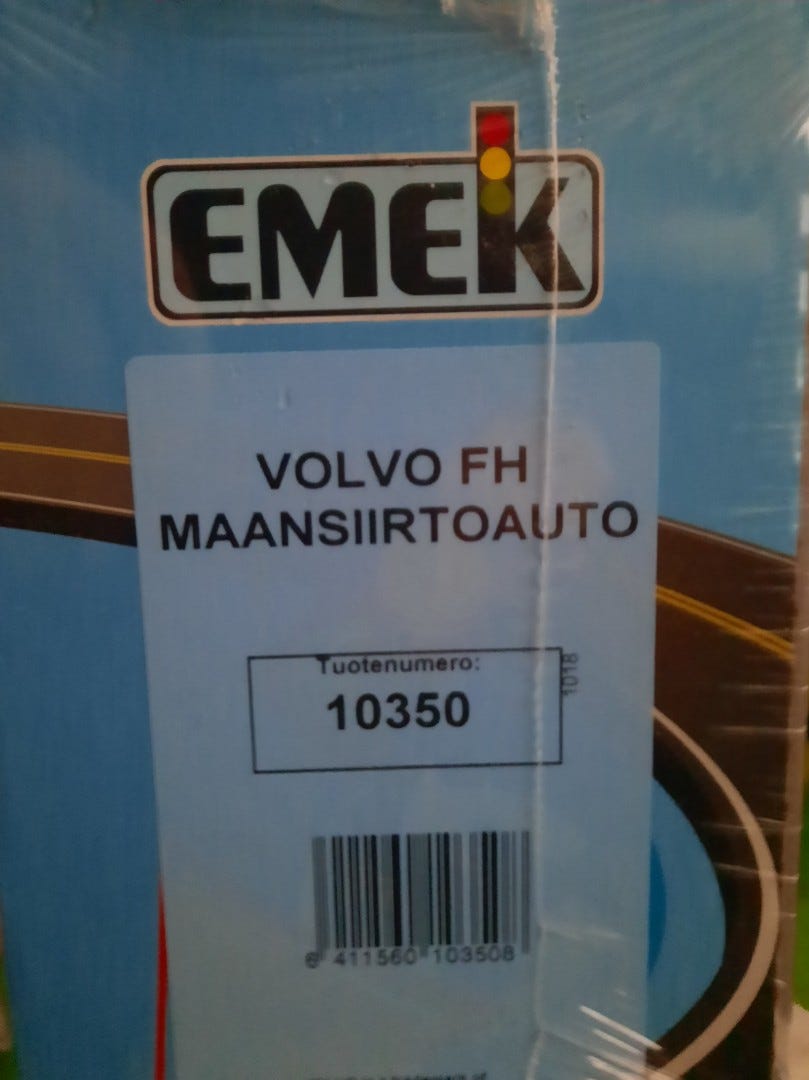 EMEK
VOLVO FH
MAANSIIRTOAUTO
Tuotenumero:
10350
1018
6 411560 103508